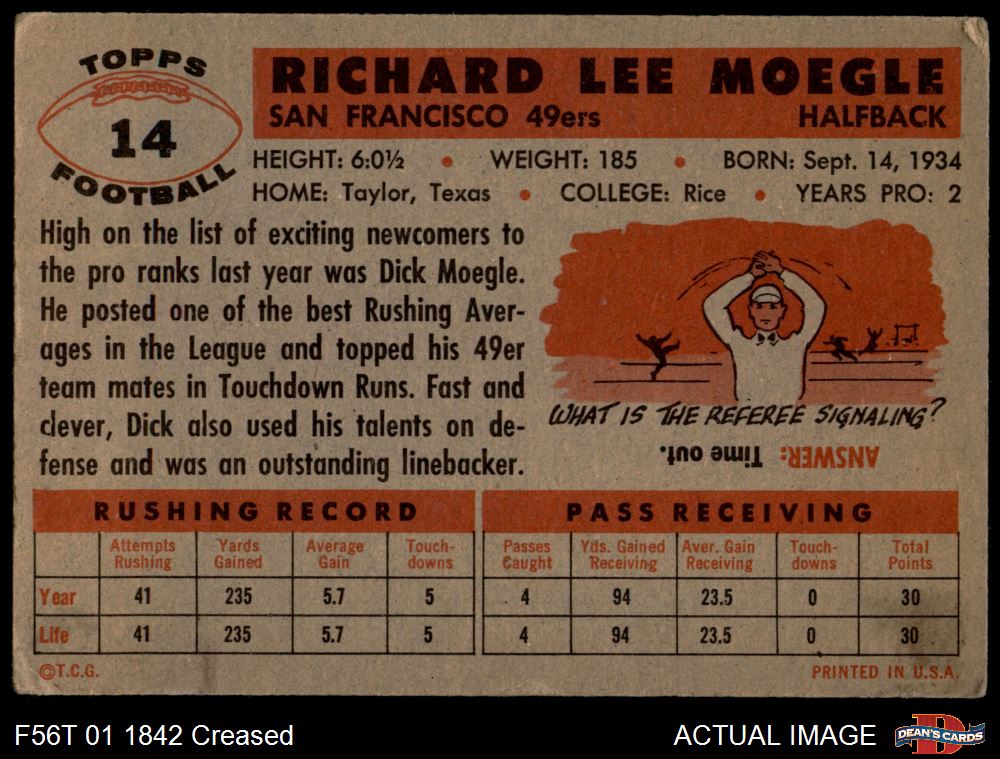 TOPPS
14
FOOTBALL
RICHARD LEE MOEGLE
SAN FRANCISCO 49ers HALFBACK
HEIGHT: 6:0½ • WEIGHT: 185 • BORN: Sept. 14, 1934
HOME: Taylor, Texas • COLLEGE: Rice • YEARS PRO: 2
High on the list of exciting newcomers to
the pro ranks last year was Dick Moegle.
He posted one of the best Rushing Aver-
ages in the League and topped his 49er
team mates in Touchdown Runs. Fast and
clever, Dick also used his talents on de-
fense and was an outstanding linebacker.
WHAT IS THE REFEREE SIGNALING?
ANSWER: Time out.
RUSHING RECORD
Attempts Rushing Yards Gained Average Gain Touch-downs
Year 41 235 5.7 5
Life 41 235 5.7 5
PASS RECEIVING
Passes Caught Yds. Gained Receiving Aver. Gain Receiving Touch-downs Total Points
4 94 23.5 0 30
4 94 23.5 0 30
©T.C.G. PRINTED IN U.S.A.
F56T 01 1842 Creased ACTUAL IMAGE DEAN'S CARDS